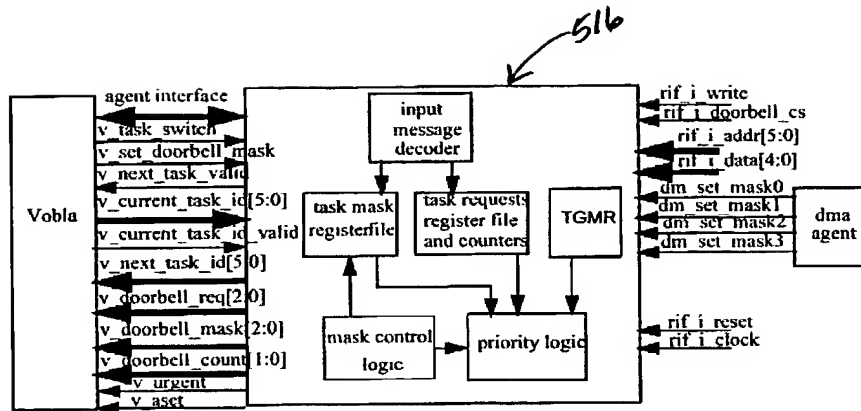 516
agent interface
v_task_switch
v_set_doorbell_mask
v_next_task_valid
v_current_task_id[5:0]
v_current_task_id_valid
v_next_task_id[5:0]
v_doorbell_req[2:0]
v_doorbell_mask[2:0]
v_doorbell_count[1:0]
v_urgent
v_aset
Vobla
input
message
decoder
task mask
registerfile
task requests
register file
and counters
TGMR
mask control
logic
priority logic
rif_i_write
rif_i_doorbell_cs
rif_i_addr[5:0]
rif_i_data[4:0]
dm_set_mask0
dm_set_mask1
dm_set_mask2
dm_set_mask3
dma
agent
rif_i_reset
rif_i_clock